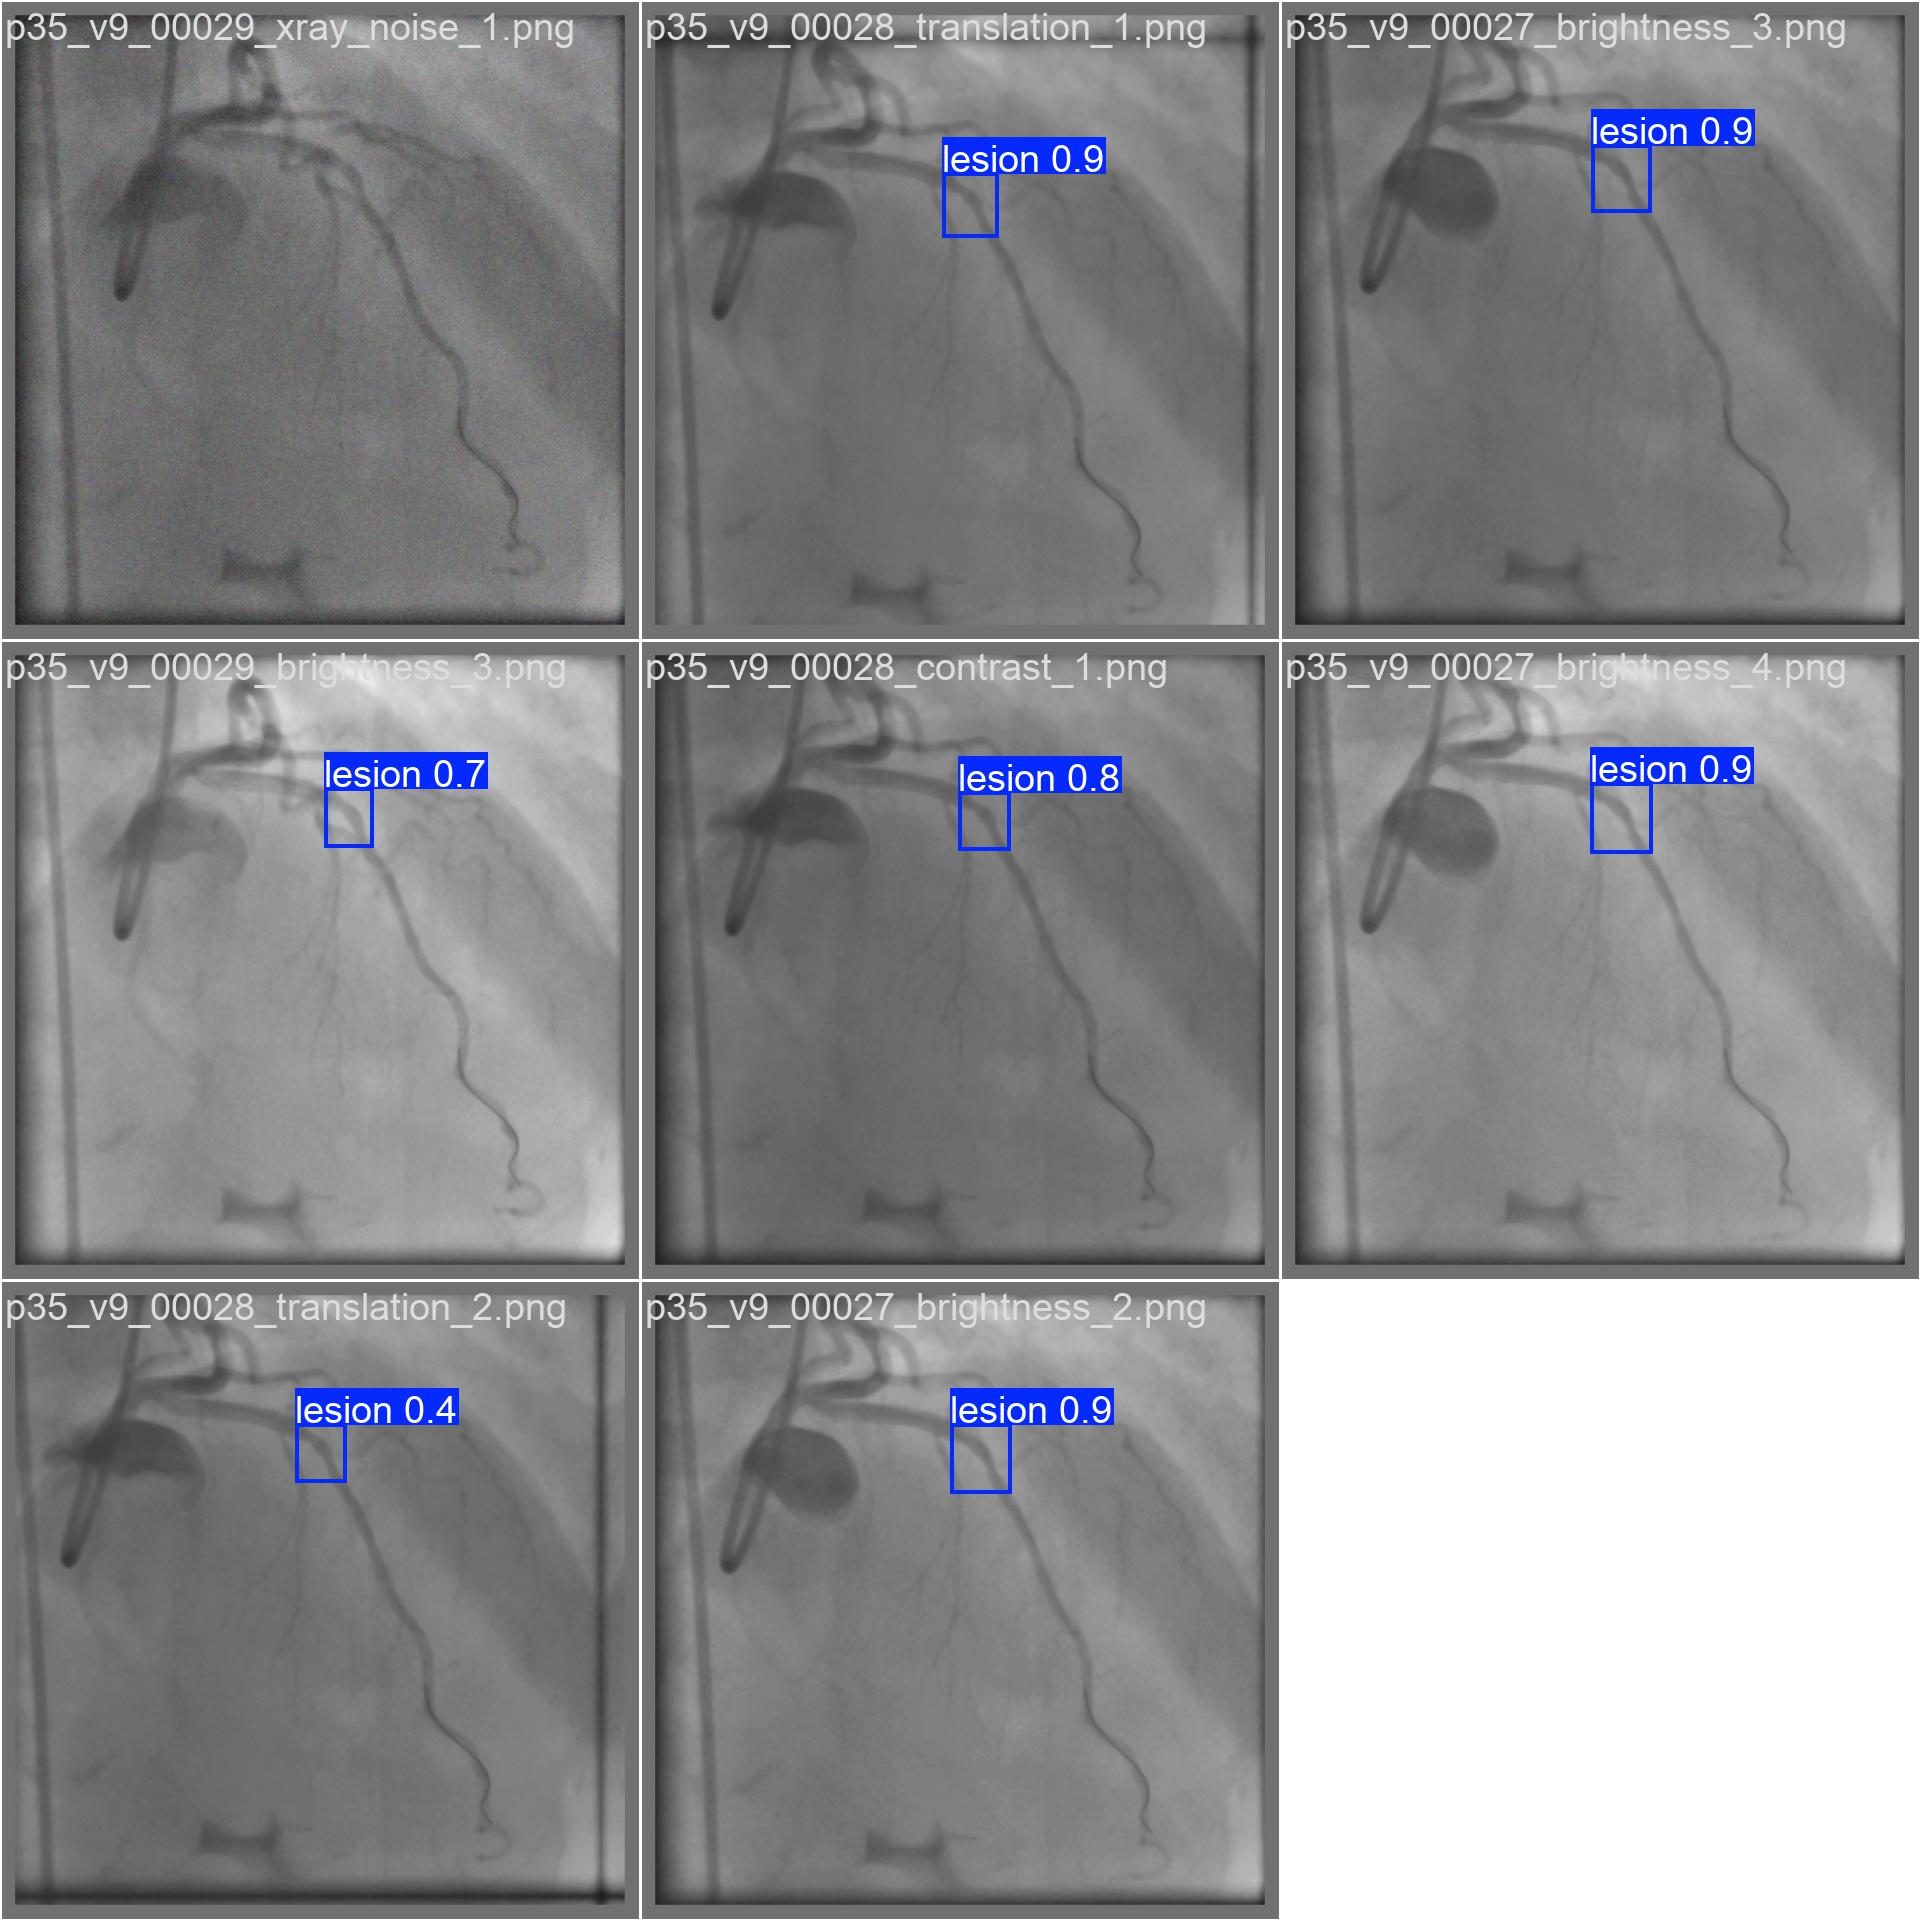 p35_v9_00029_xray_noise_1.png
p35_v9_00028_translation_1.png
p35_v9_00027_brightness_3.png
lesion 0.9
lesion 0.9
p35_v9_00029_brightness_3.png
p35_v9_00028_contrast_1.png
p35_v9_00027_brightness_4.png
lesion 0.7
lesion 0.8
lesion 0.9
p35_v9_00028_translation_2.png
p35_v9_00027_brightness_2.png
lesion 0.4
lesion 0.9